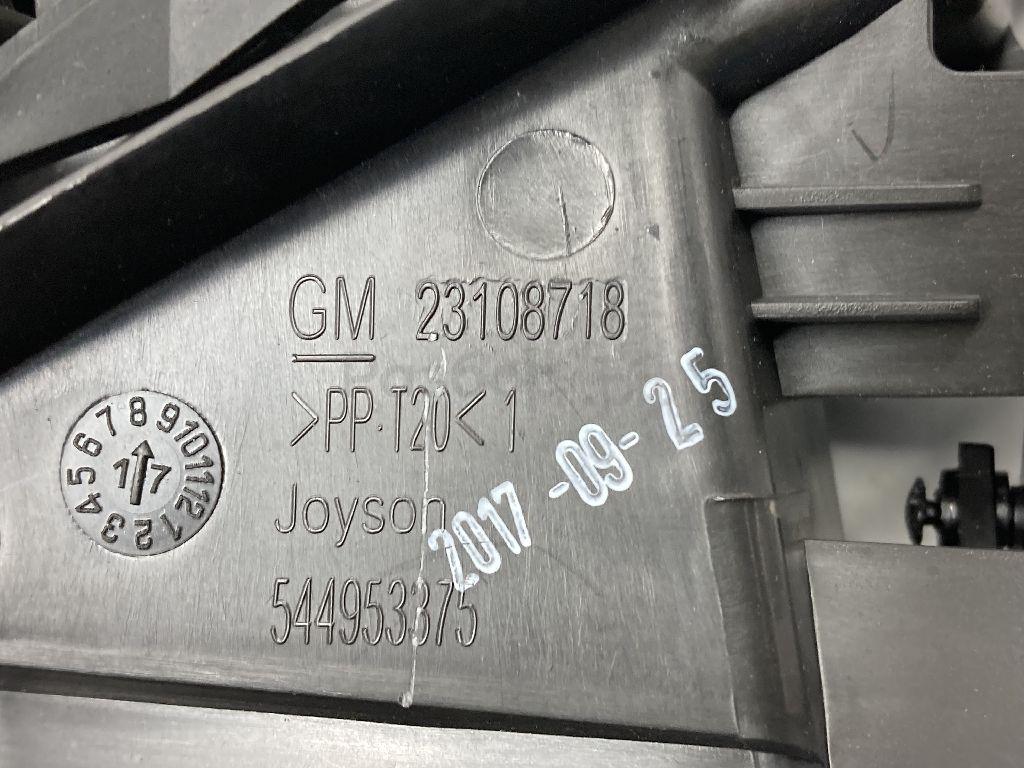 GM 23108718
>PP-T20< 1
Joyson
544953375
2017-09-25
1 2 3 4 5 6 7 8 9 10 11 12
17